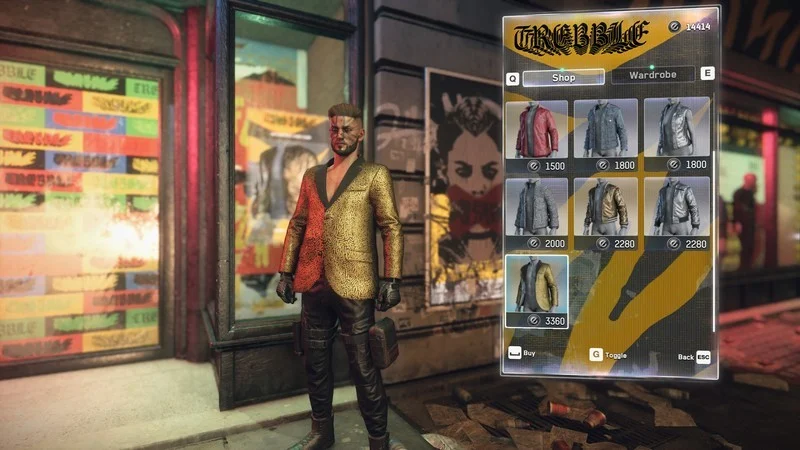 TREBBLE
14414
Q Shop Wardrobe E
1500 1800 1800
2000 2280 2280
3360
Buy G Toggle Back ESC